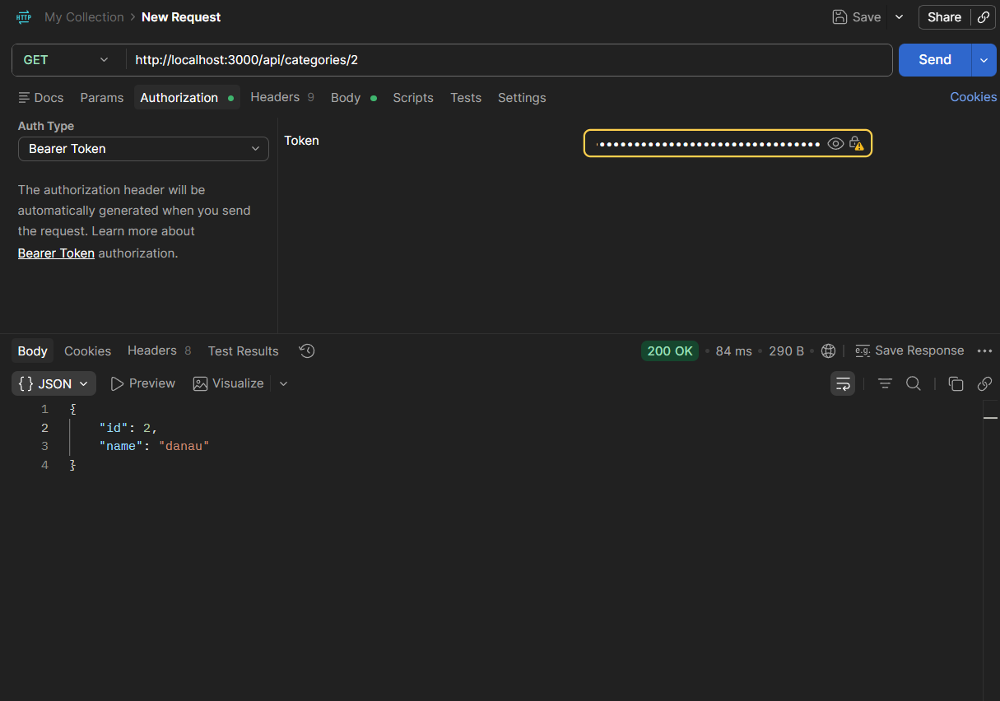 HTTP My Collection > New Request Save Share
GET http://localhost:3000/api/categories/2 Send
Docs Params Authorization Headers 9 Body Scripts Tests Settings Cookies
Auth Type
Bearer Token
Token
The authorization header will be
automatically generated when you send
the request. Learn more about
Bearer Token authorization.
Body Cookies Headers 8 Test Results 200 OK • 84 ms • 290 B • e.g. Save Response
{} JSON Preview Visualize
1 {
2 "id": 2,
3 "name": "danau"
4 }